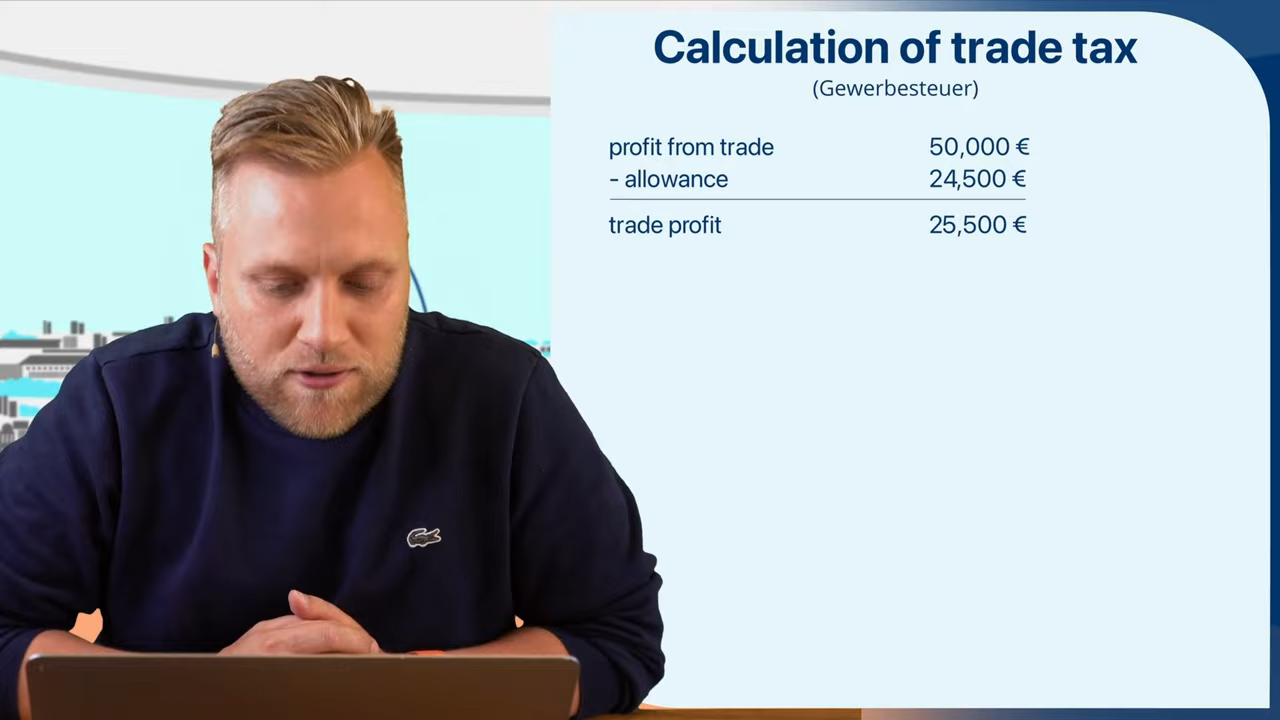 Calculation of trade tax
(Gewerbesteuer)
profit from trade 50,000 €
- allowance 24,500 €
trade profit 25,500 €